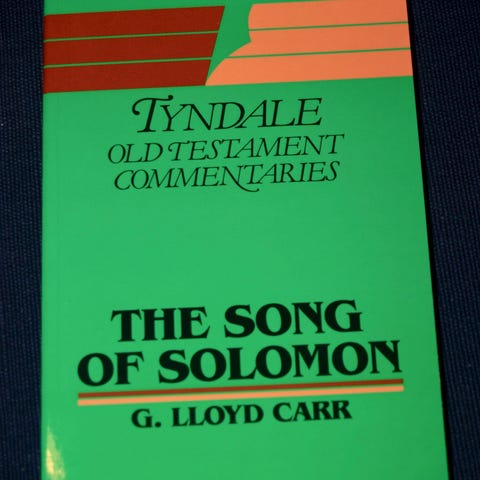 TYNDALE
OLD TESTAMENT
COMMENTARIES
THE SONG
OF SOLOMON
G. LLOYD CARR